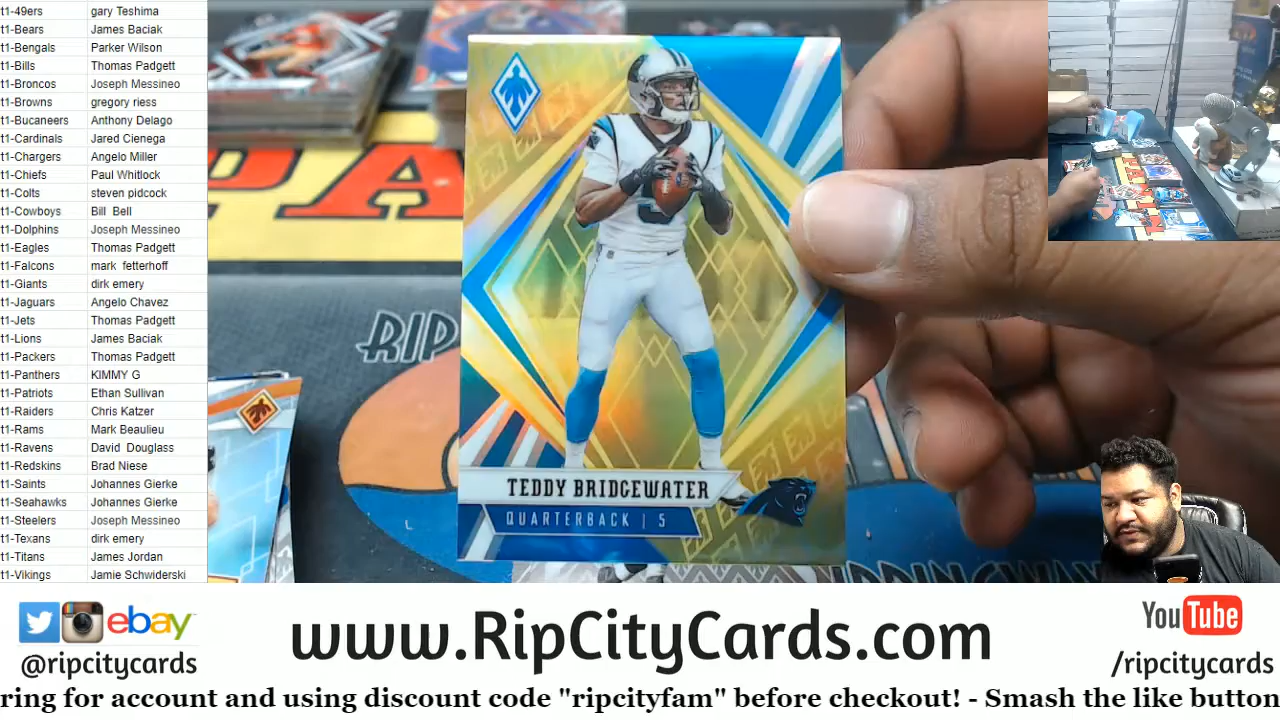 t1-49ers gary Teshima
t1-Bears James Baciak
t1-Bengals Parker Wilson
t1-Bills Thomas Padgett
t1-Broncos Joseph Messineo
t1-Browns gregory riess
t1-Bucaneers Anthony Delago
t1-Cardinals Jared Cienega
t1-Chargers Angelo Miller
t1-Chiefs Paul Whitlock
t1-Colts steven pidcock
t1-Cowboys Bill Bell
t1-Dolphins Joseph Messineo
t1-Eagles Thomas Padgett
t1-Falcons mark fetterhoff
t1-Giants dirk emery
t1-Jaguars Angelo Chavez
t1-Jets Thomas Padgett
t1-Lions James Baciak
t1-Packers Thomas Padgett
t1-Panthers KIMMY G
t1-Patriots Ethan Sullivan
t1-Raiders Chris Katzer
t1-Rams Mark Beaulieu
t1-Ravens David Douglass
t1-Redskins Brad Niese
t1-Saints Johannes Gierke
t1-Seahawks Johannes Gierke
t1-Steelers Joseph Messineo
t1-Texans dirk emery
t1-Titans James Jordan
t1-Vikings Jamie Schwiderski
PA
RIP
TEDDY BRIDGEWATER
QUARTERBACK | 5
ebay
@ripcitycards
www.RipCityCards.com
YouTube
/ripcitycards
ring for account and using discount code "ripcityfam" before checkout! - Smash the like button